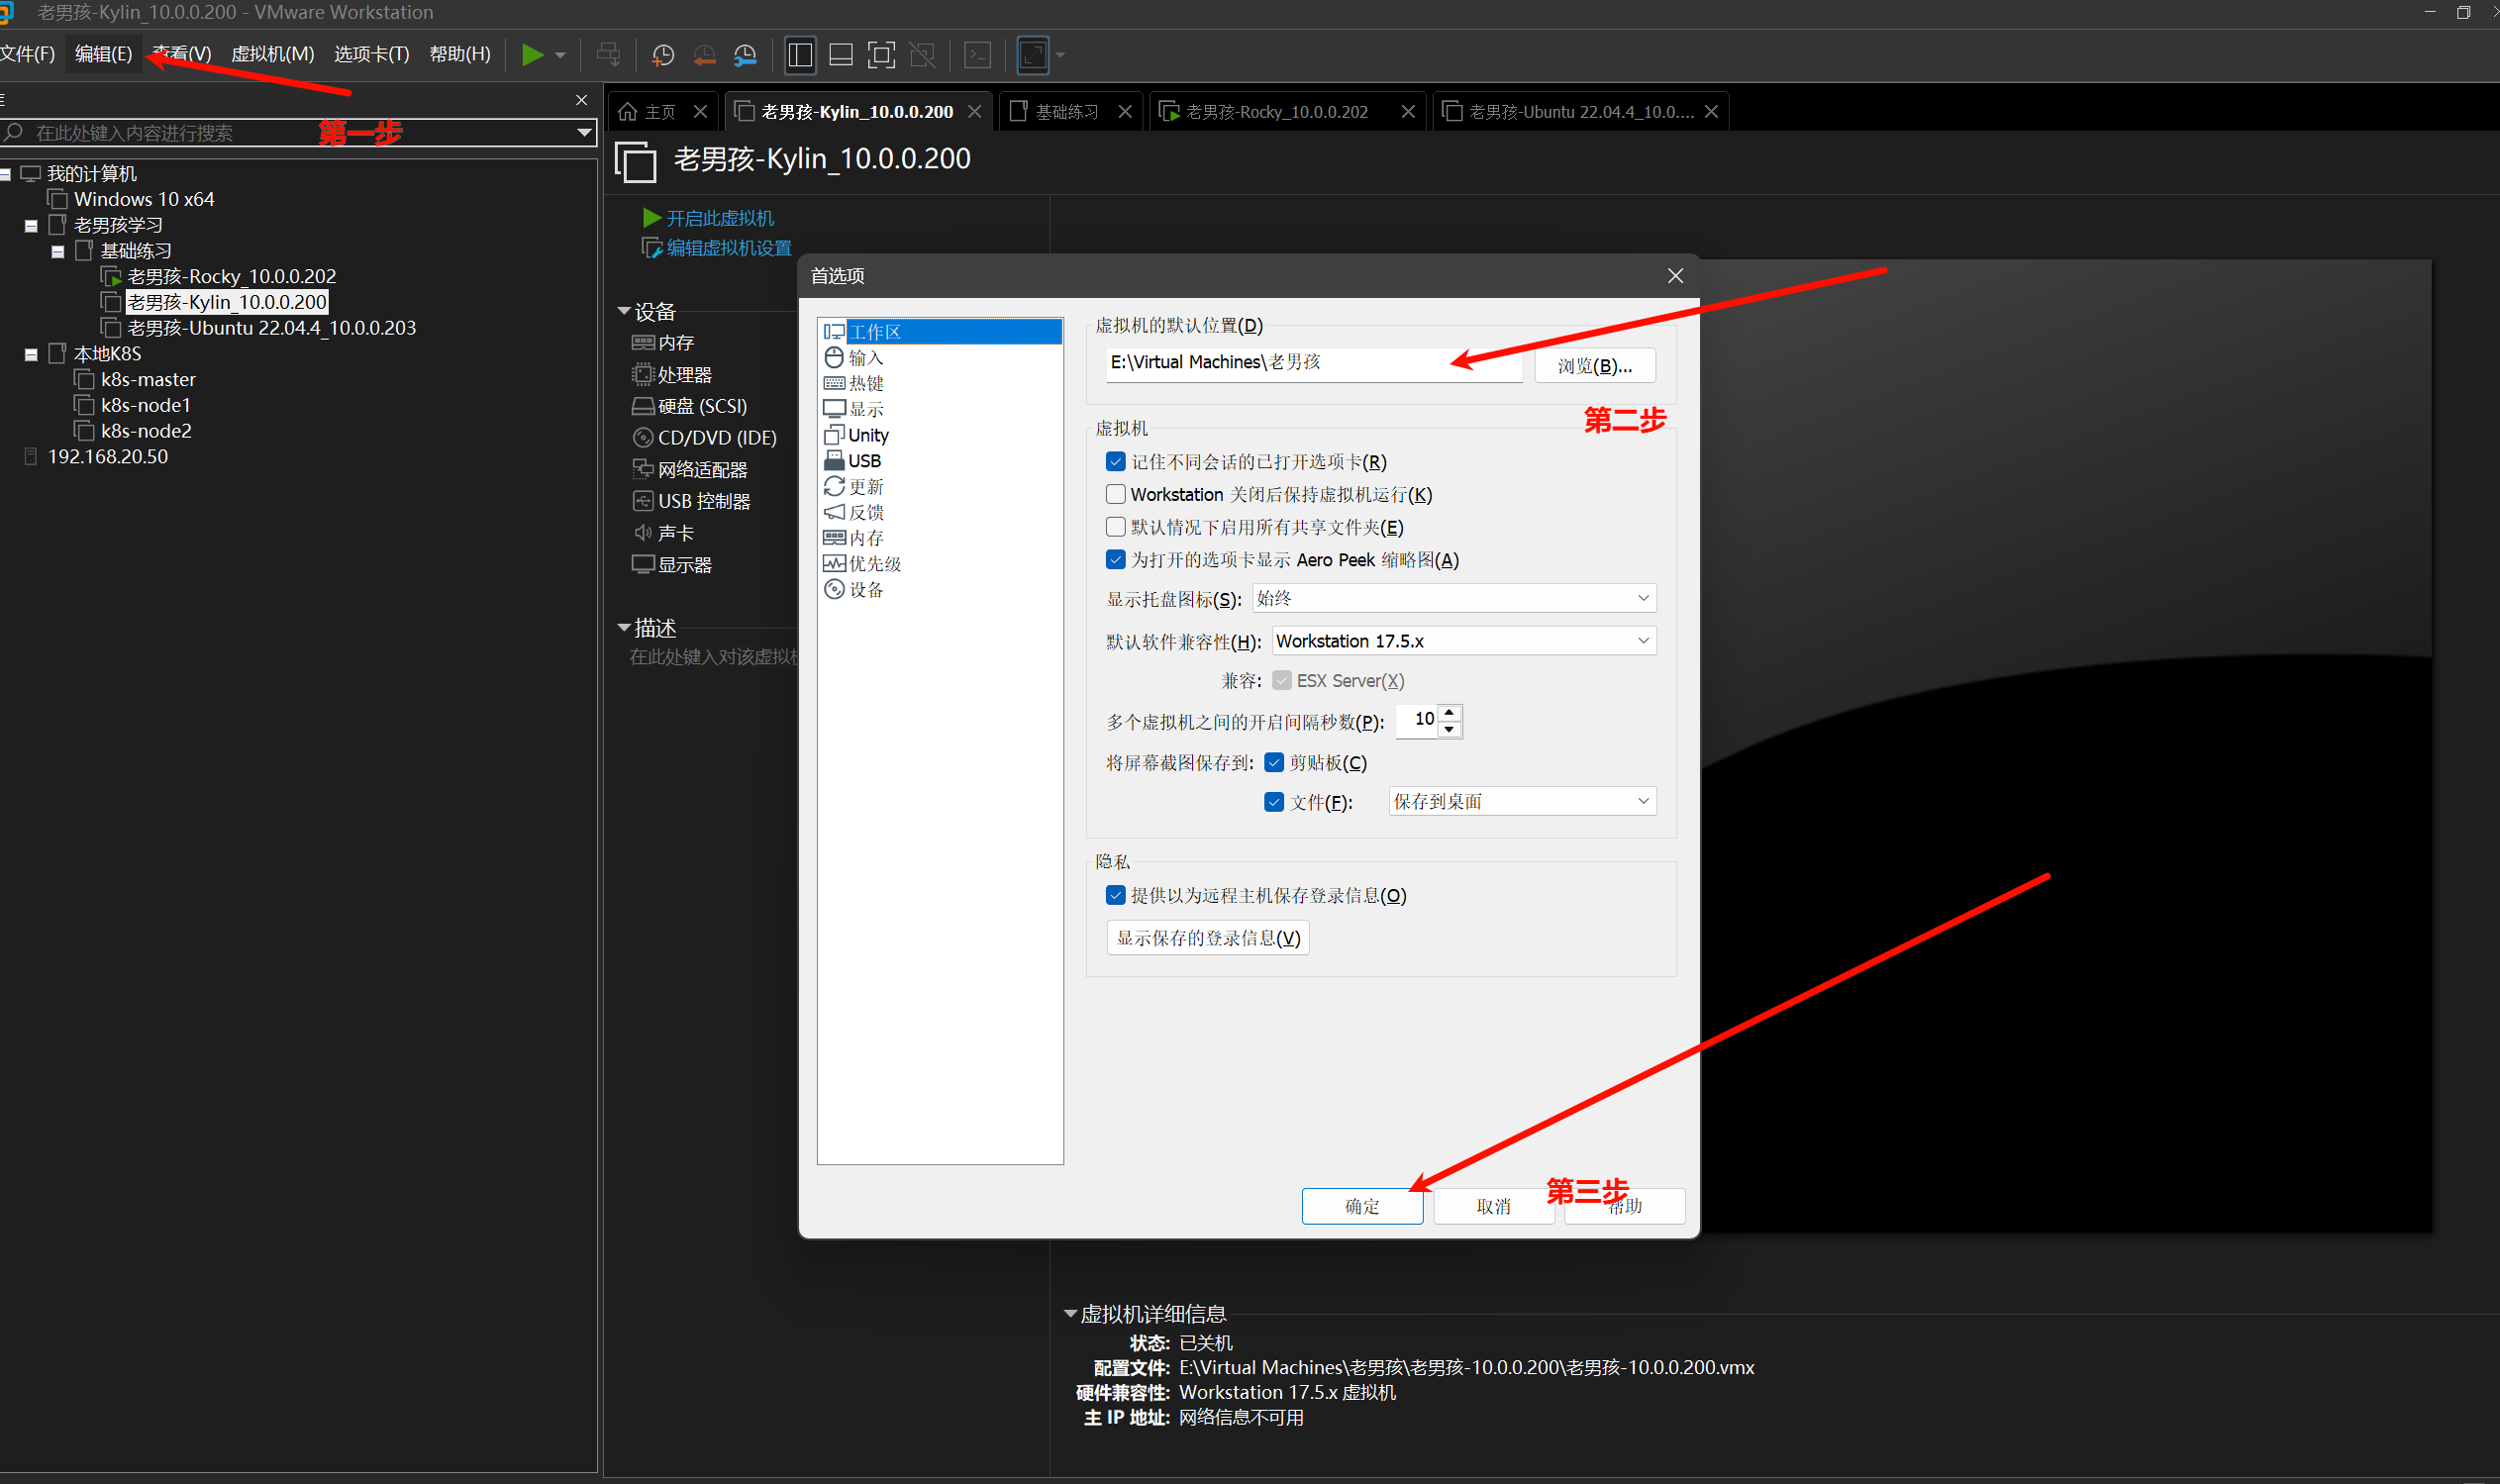 老男孩-Kylin_10.0.0.200 - VMware Workstation
文件(F) 编辑(E) 查看(V) 虚拟机(M) 选项卡(T) 帮助(H)
第一步
在此处键入内容进行搜索
我的计算机
Windows 10 x64
老男孩学习
基础练习
老男孩-Rocky_10.0.0.202
老男孩-Kylin_10.0.0.200
老男孩-Ubuntu 22.04.4_10.0.0.203
本地K8S
k8s-master
k8s-node1
k8s-node2
192.168.20.50
主页 老男孩-Kylin_10.0.0.200 基础练习 老男孩-Rocky_10.0.0.202 老男孩-Ubuntu 22.04.4_10.0....
老男孩-Kylin_10.0.0.200
开启此虚拟机
编辑虚拟机设置
设备
内存
处理器
硬盘 (SCSI)
CD/DVD (IDE)
网络适配器
USB 控制器
声卡
显示器
描述
在此处键入对该虚拟机
首选项
工作区
输入
热键
显示
Unity
USB
更新
反馈
内存
优先级
设备
虚拟机的默认位置(D)
E:\Virtual Machines\老男孩
浏览(B)...
第二步
虚拟机
记住不同会话的已打开选项卡(R)
Workstation 关闭后保持虚拟机运行(K)
默认情况下启用所有共享文件夹(E)
为打开的选项卡显示 Aero Peek 缩略图(A)
显示托盘图标(S): 始终
默认软件兼容性(H): Workstation 17.5.x
兼容: ESX Server(X)
多个虚拟机之间的开启间隔秒数(P): 10
将屏幕截图保存到: 剪贴板(C)
文件(F): 保存到桌面
隐私
提供以为远程主机保存登录信息(O)
显示保存的登录信息(V)
第三步
确定 取消 帮助
虚拟机详细信息
状态: 已关机
配置文件: E:\Virtual Machines\老男孩\老男孩-10.0.0.200\老男孩-10.0.0.200.vmx
硬件兼容性: Workstation 17.5.x 虚拟机
主 IP 地址: 网络信息不可用